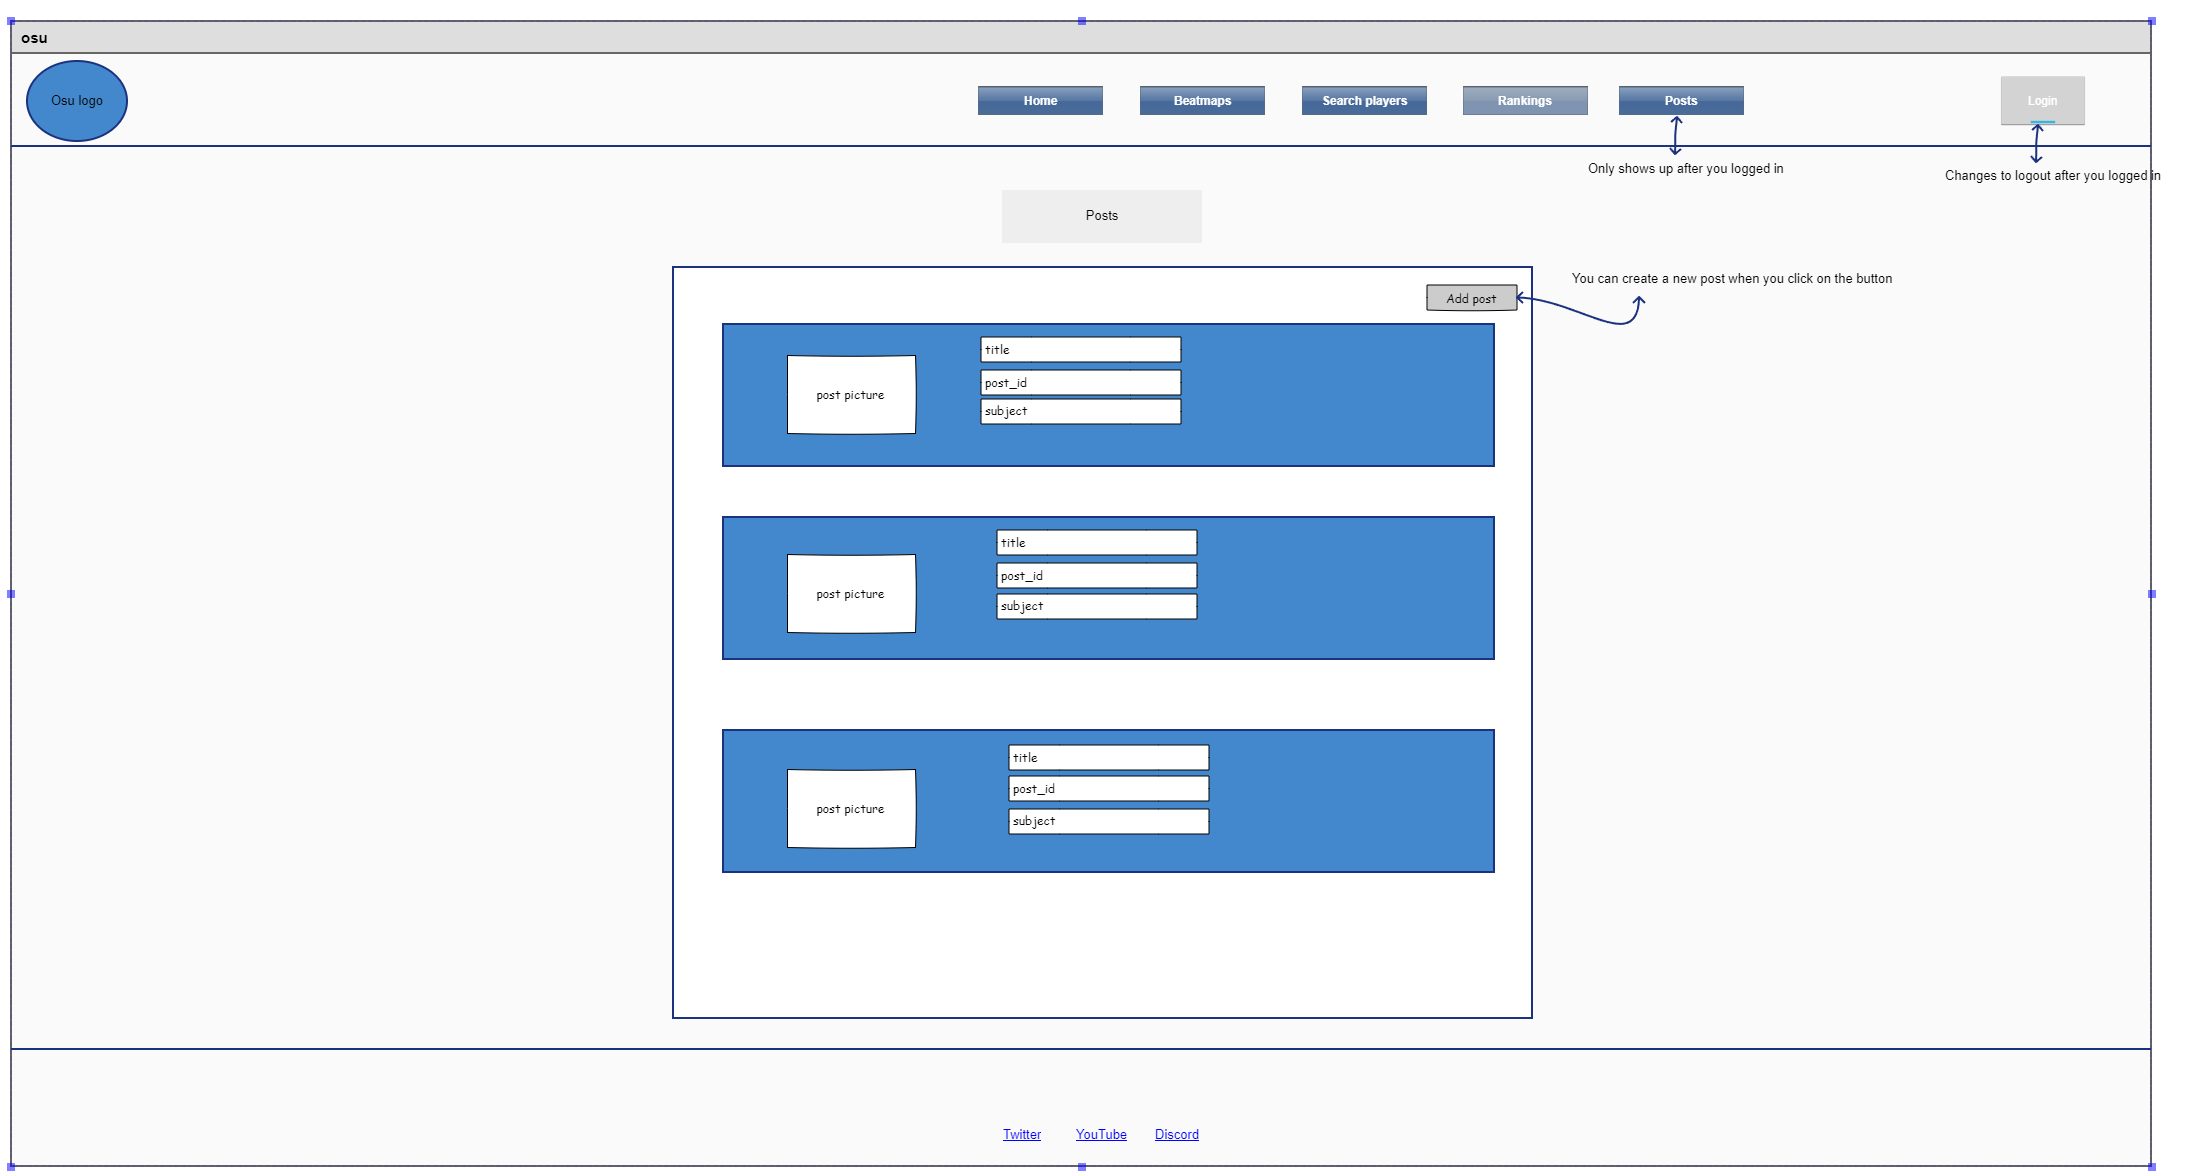 osu
Osu logo
Home
Beatmaps
Search players
Rankings
Posts
Login
Only shows up after you logged in
Changes to logout after you logged in
Posts
You can create a new post when you click on the button
Add post
title
post picture
post_id
subject
title
post_id
post picture
subject
title
post_id
post picture
subject
Twitter
YouTube
Discord